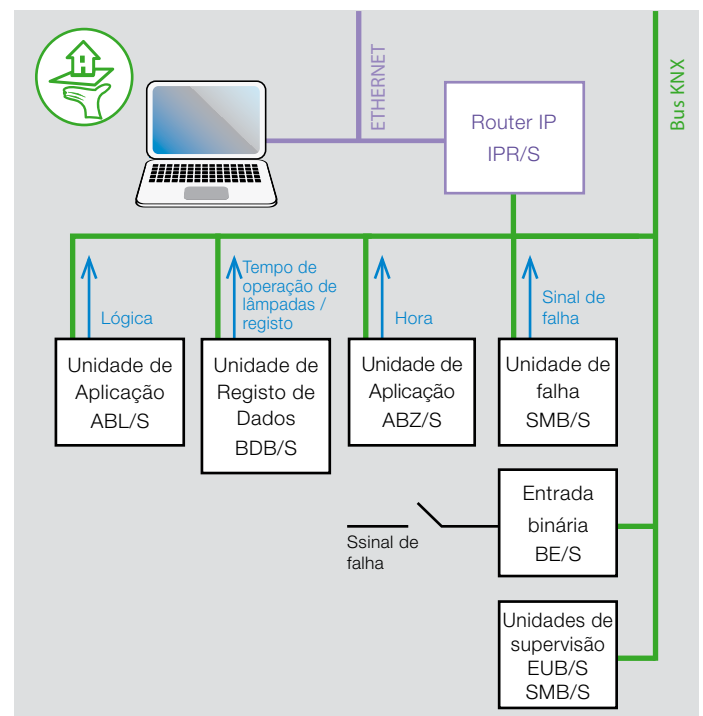 ETHERNET
Bus KNX
Router IP
IPR/S
Lógica
Tempo de
operação de
lâmpadas /
registo
Hora
Sinal de
falha
Unidade de
Aplicação
ABL/S
Unidade de
Registo de
Dados
BDB/S
Unidade de
Aplicação
ABZ/S
Unidade de
falha
SMB/S
Entrada
binária
BE/S
Ssinal de
falha
Unidades de
supervisão
EUB/S
SMB/S